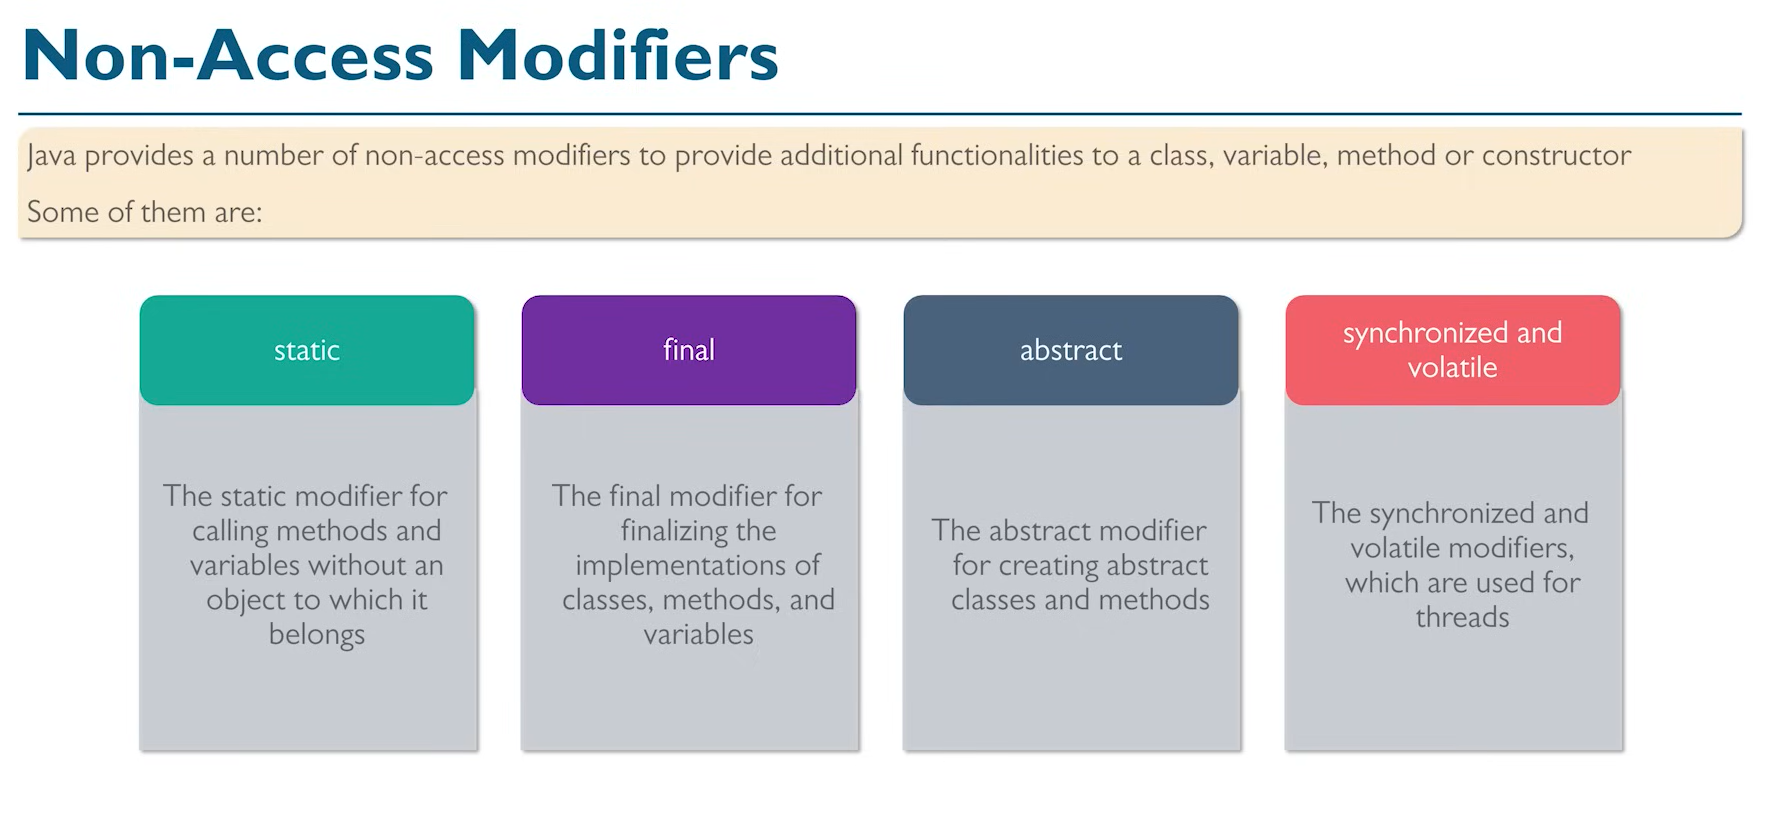 Non-Access Modifiers
Java provides a number of non-access modifiers to provide additional functionalities to a class, variable, method or constructor
Some of them are:
static
The static modifier for
calling methods and
variables without an
object to which it
belongs
final
The final modifier for
finalizing the
implementations of
classes, methods, and
variables
abstract
The abstract modifier
for creating abstract
classes and methods
synchronized and
volatile
The synchronized and
volatile modifiers,
which are used for
threads